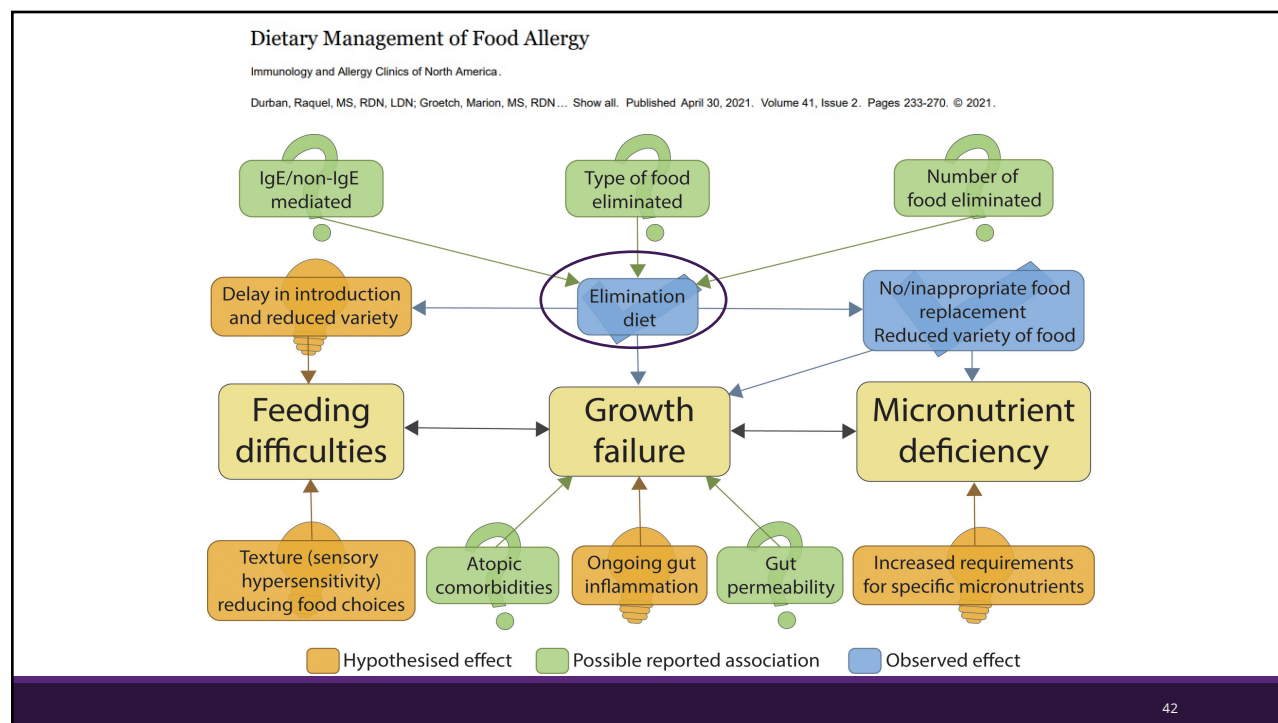 Dietary Management of Food Allergy
Immunology and Allergy Clinics of North America.
Durban, Raquel, MS, RDN, LDN; Groetch, Marion, MS, RDN... Show all. Published April 30, 2021. Volume 41, Issue 2. Pages 233-270. © 2021.
IgE/non-IgE
mediated
Type of food
eliminated
Number of
food eliminated
Delay in introduction
and reduced variety
Elimination
diet
No/inappropriate food
replacement
Reduced variety of food
Feeding
difficulties
Growth
failure
Micronutrient
deficiency
Texture (sensory
hypersensitivity)
reducing food choices
Atopic
comorbidities
Ongoing gut
inflammation
Gut
permeability
Increased requirements
for specific micronutrients
Hypothesised effect
Possible reported association
Observed effect
42